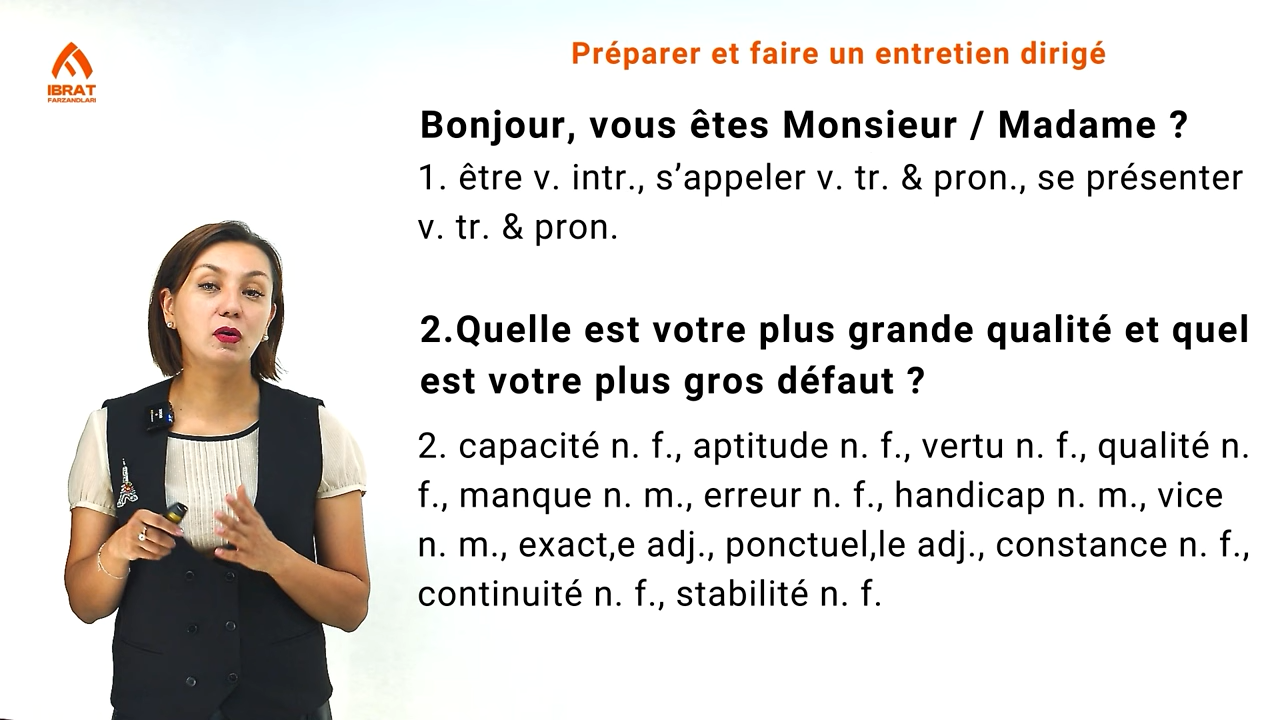 IBRAT
FARZANDLARI
Préparer et faire un entretien dirigé
Bonjour, vous êtes Monsieur / Madame ?
1. être v. intr., s’appeler v. tr. & pron., se présenter
v. tr. & pron.
2.Quelle est votre plus grande qualité et quel
est votre plus gros défaut ?
2. capacité n. f., aptitude n. f., vertu n. f., qualité n.
f., manque n. m., erreur n. f., handicap n. m., vice
n. m., exact,e adj., ponctuel,le adj., constance n. f.,
continuité n. f., stabilité n. f.